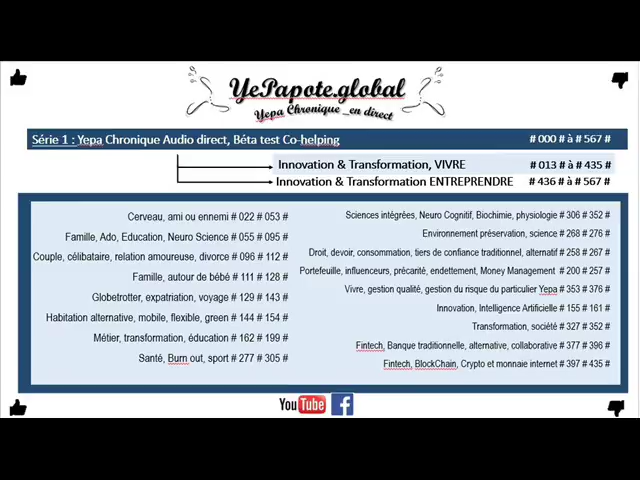 YePapote.global
Yepa Chronique _en direct
Série 1 : Yepa Chronique Audio direct, Béta test Co-helping # 000 # à # 567 #
Innovation & Transformation, VIVRE # 013 # à # 435 #
Innovation & Transformation ENTREPRENDRE # 436 # à # 567 #
Cerveau, ami ou ennemi # 022 # 053 #
Famille, Ado, Education, Neuro Science # 055 # 095 #
Couple, célibataire, relation amoureuse, divorce # 096 # 112 #
Famille, autour de bébé # 111 # 128 #
Globetrotter, expatriation, voyage # 129 # 143 #
Habitation alternative, mobile, flexible, green # 144 # 154 #
Métier, transformation, éducation # 162 # 199 #
Santé, Burn out, sport # 277 # 305 #
Sciences intégrées, Neuro Cognitif, Biochimie, physiologie # 306 # 352 #
Environnement préservation, science # 268 # 276 #
Droit, devoir, consommation, tiers de confiance traditionnel, alternatif # 258 # 267 #
Portefeuille, influenceurs, précarité, endettement, Money Management # 200 # 257 #
Vivre, gestion qualité, gestion du risque du particulier Yepa # 353 # 376 #
Innovation, Intelligence Artificielle # 155 # 161 #
Transformation, société # 327 # 352 #
Fintech, Banque traditionnelle, alternative, collaborative # 377 # 396 #
Fintech, BlockChain, Crypto et monnaie internet # 397 # 435 #
YouTube f